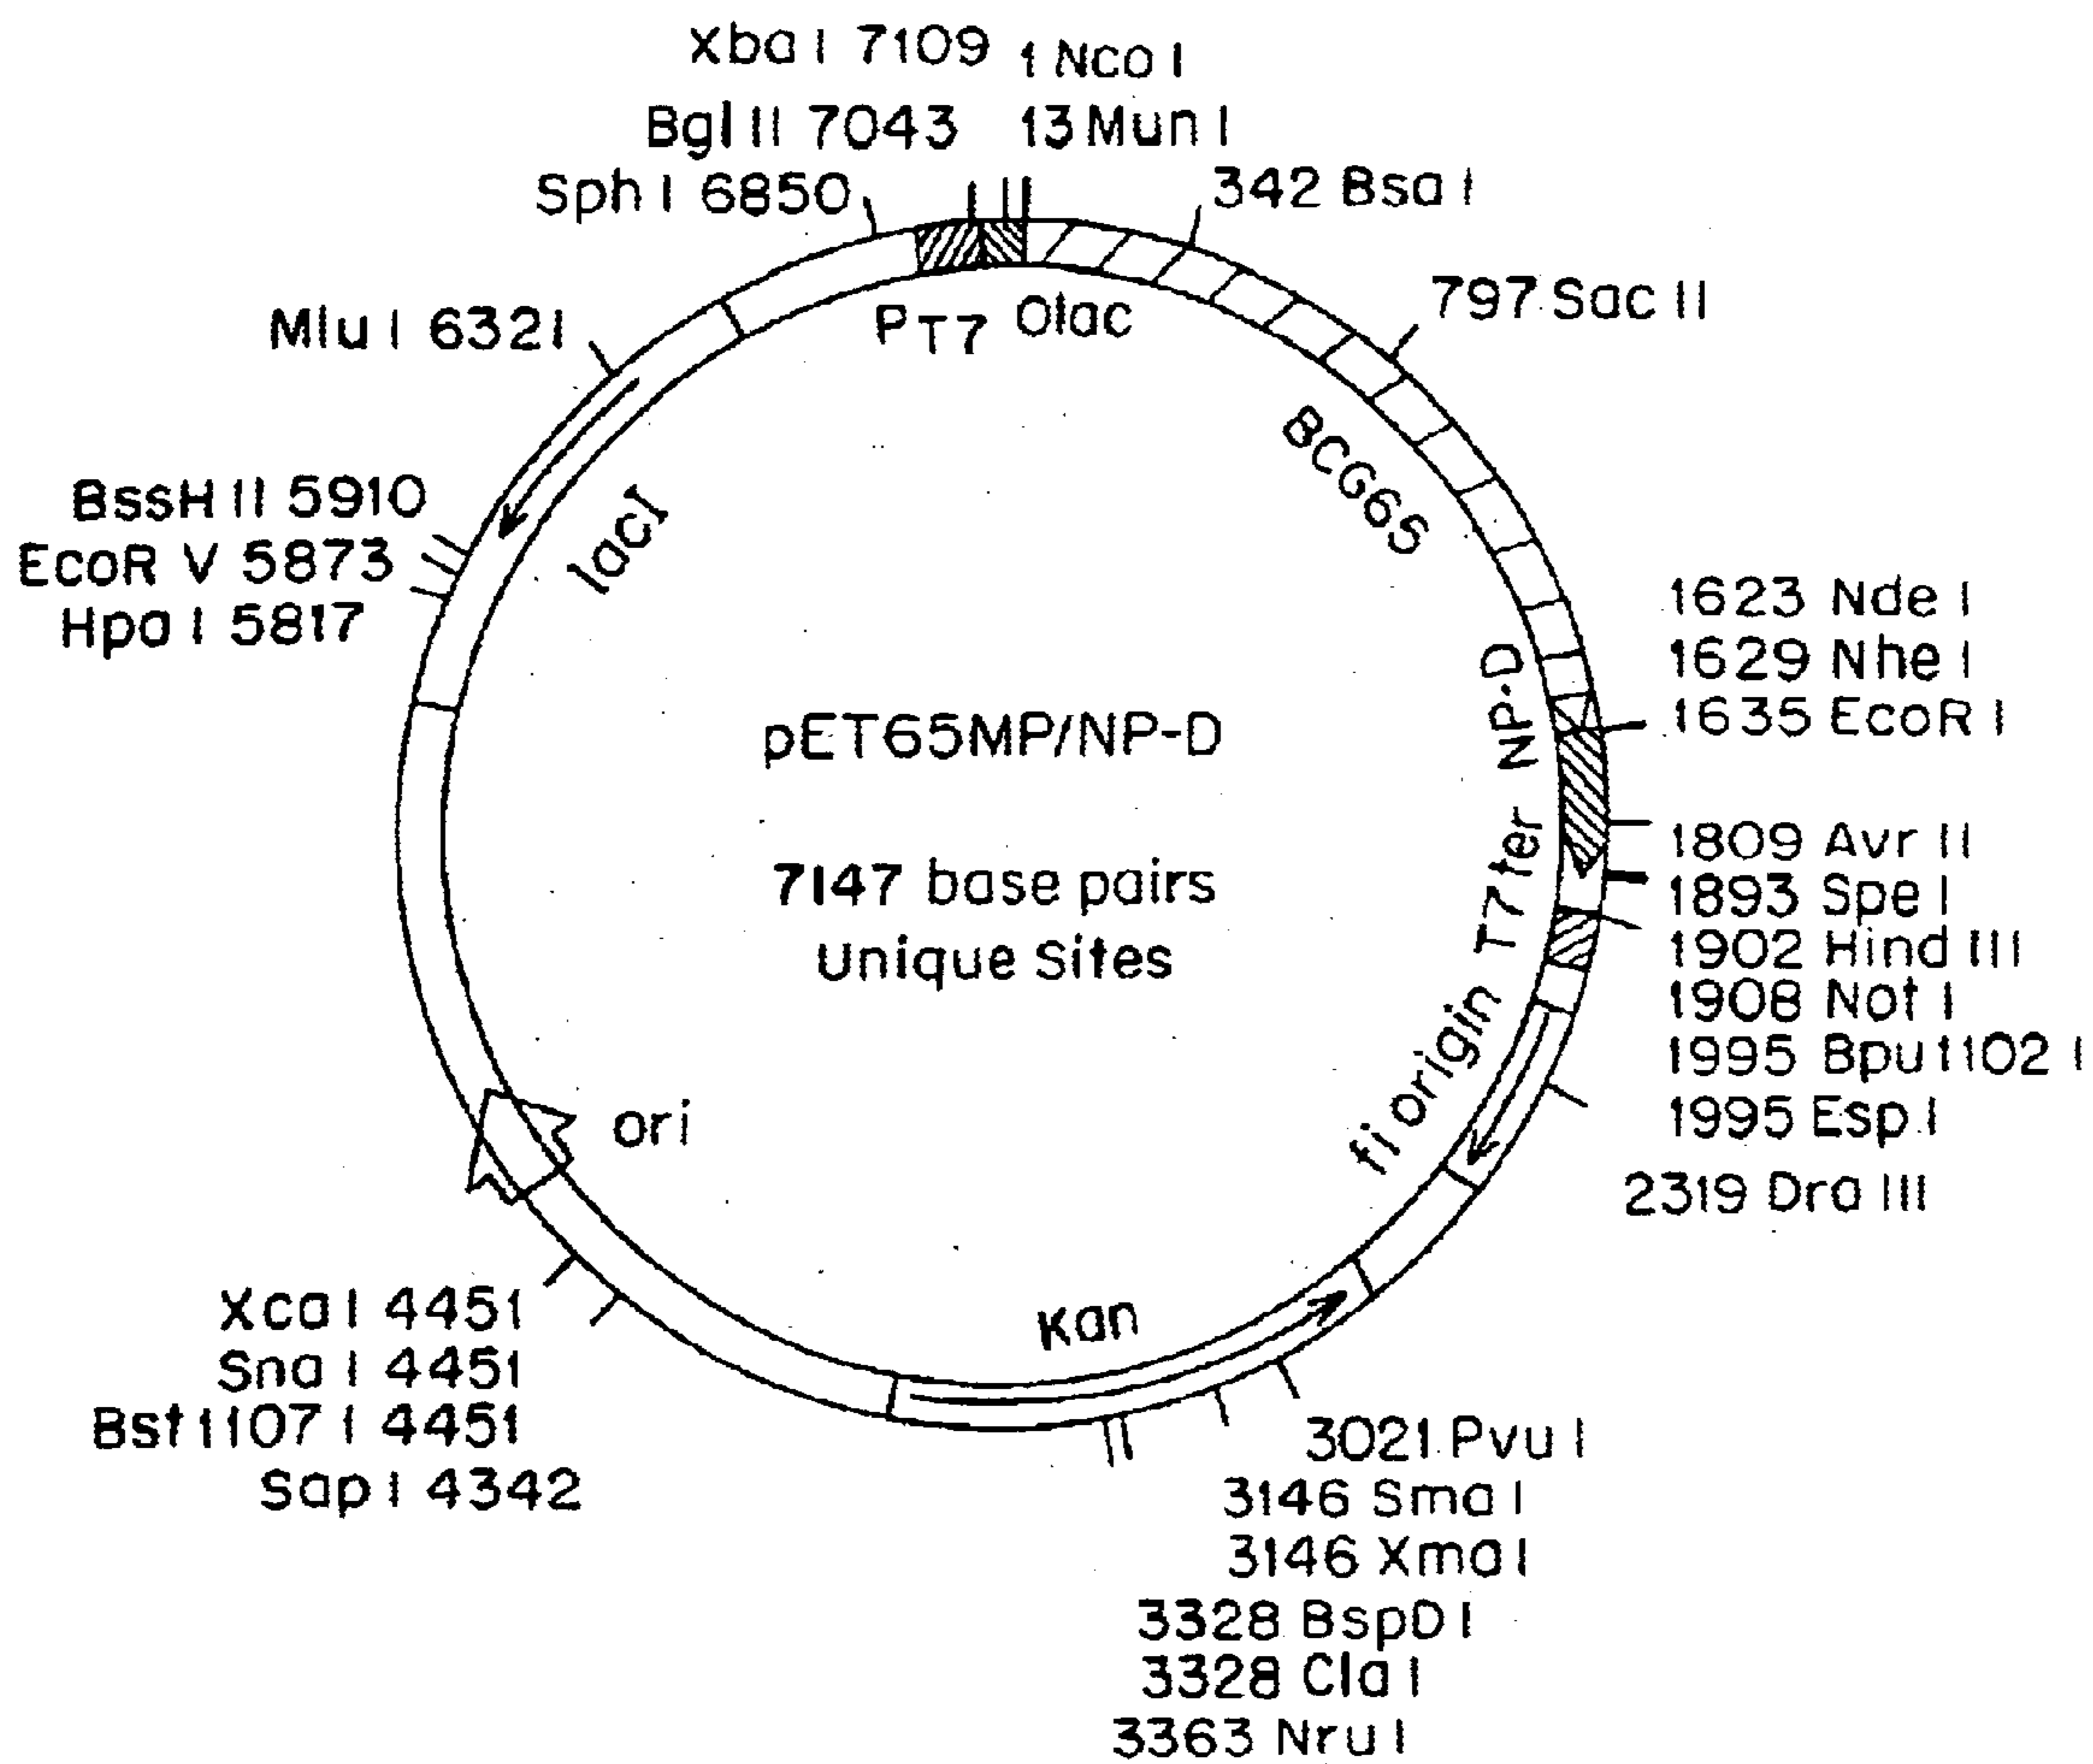 Xba I 7109
1 Nco I
Bgl II 7043
13 Mun I
Sph I 6850
342 Bsa I
797 Sac II
Mlu I 6321
PT7
Olac
BCG65
BssH II 5910
EcoR V 5873
Hpa I 5817
lacI
1623 Nde I
1629 Nhe I
1635 EcoR I
NP-D
pET65MP/NP-D
7147 base pairs
Unique Sites
T7ter
1809 Avr II
1893 Spe I
1902 Hind III
1908 Not I
1995 Bpu1102 I
1995 Esp I
f1 origin
2319 Dra III
ori
Kan
Xca I 4451
Sna I 4451
Bst1107 I 4451
Sap I 4342
3021 Pvu I
3146 Sma I
3146 Xma I
3328 BspD I
3328 Cla I
3363 Nru I